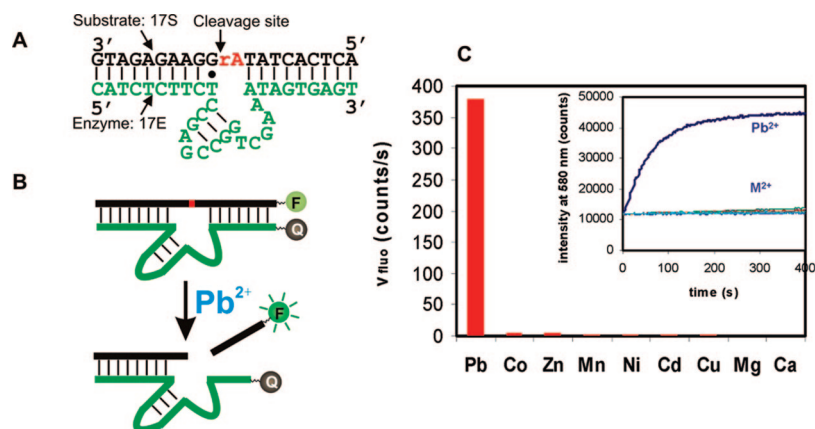 A
Substrate: 17S
Cleavage site
3'
5'
GTAGAGAAGGrATATCACTCA
CATCTCTTCT ATAGTGAGT
5'
3'
CCGAGCCGGTCGAA
Enzyme: 17E
B
F
Q
Pb2+
F
Q
C
V fluo (counts/s)
400
350
300
250
200
150
100
50
0
Pb Co Zn Mn Ni Cd Cu Mg Ca
intensity at 580 nm (counts)
50000
40000
30000
20000
10000
0
Pb2+
M2+
0 100 200 300 400
time (s)